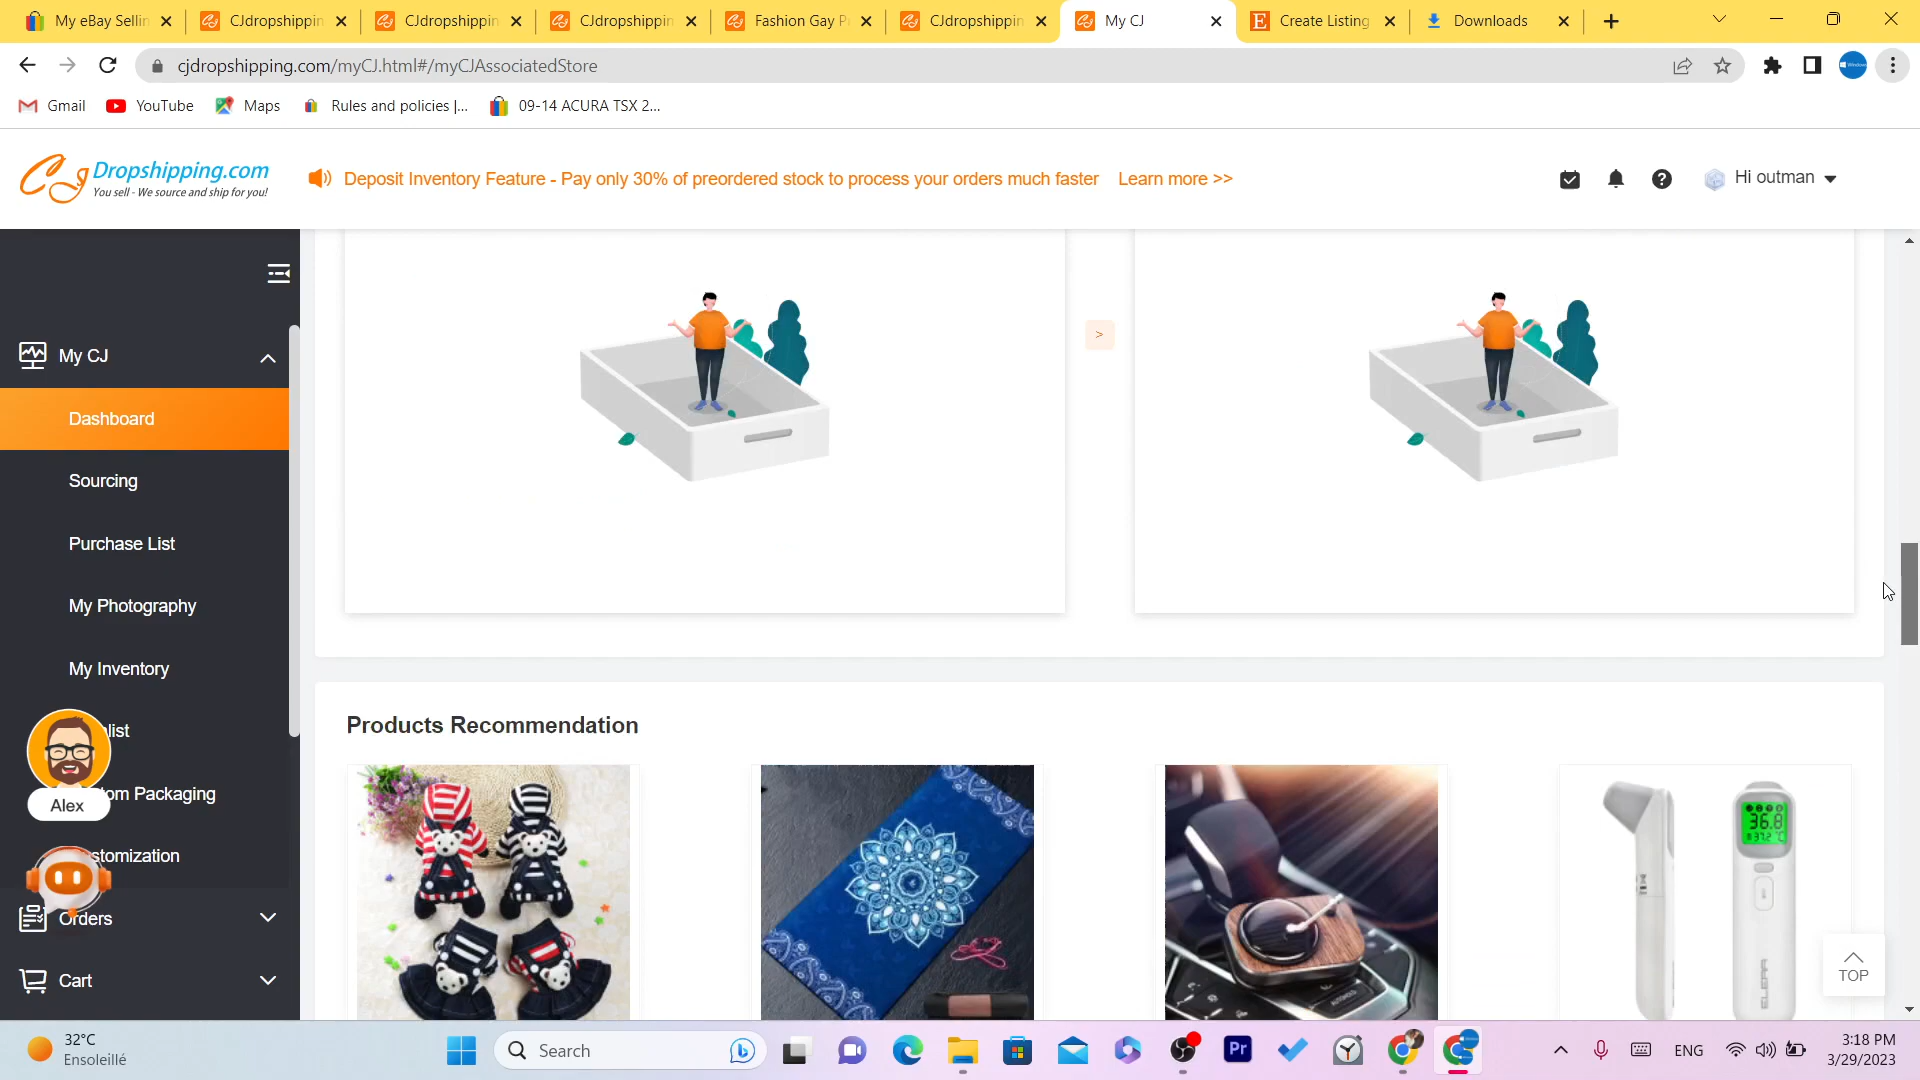 My eBay Sellin
CJdropshippin
CJdropshippin
CJdropshippin
Fashion Gay P
CJdropshippin
My CJ
Create Listing
Downloads
cjdropshipping.com/myCJ.html#/myCJAssociatedStore
Gmail
YouTube
Maps
Rules and policies |...
09-14 ACURA TSX 2...
CJ Dropshipping.com
You sell - We source and ship for you!
Deposit Inventory Feature - Pay only 30% of preordered stock to process your orders much faster Learn more >>
Hi outman
My CJ
Dashboard
Sourcing
Purchase List
My Photography
My Inventory
list
Alex
om Packaging
stomization
Orders
Cart
>
Products Recommendation
36.8
ELERA
TOP
32°C
Ensoleillé
Search
Pr
ENG
3:18 PM
3/29/2023